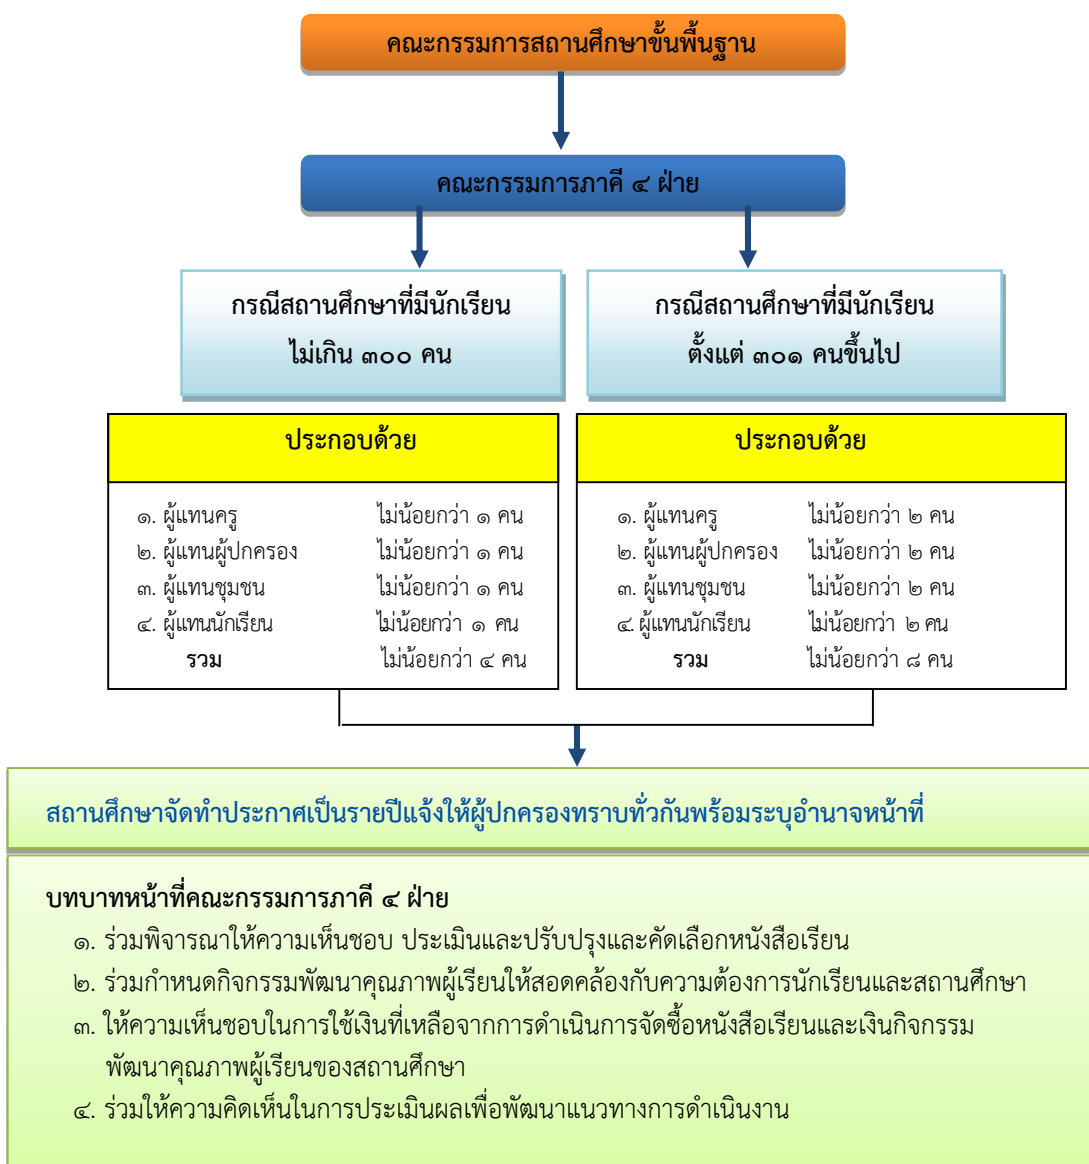 คณะกรรมการสถานศึกษาขั้นพื้นฐาน
คณะกรรมการภาคี ๔ ฝ่าย
กรณีสถานศึกษาที่มีนักเรียน
ไม่เกิน ๓๐๐ คน
กรณีสถานศึกษาที่มีนักเรียน
ตั้งแต่ ๓๐๑ คนขึ้นไป
ประกอบด้วย
๑. ผู้แทนครู ไม่น้อยกว่า ๑ คน
๒. ผู้แทนผู้ปกครอง ไม่น้อยกว่า ๑ คน
๓. ผู้แทนชุมชน ไม่น้อยกว่า ๑ คน
๔. ผู้แทนนักเรียน ไม่น้อยกว่า ๑ คน
รวม ไม่น้อยกว่า ๔ คน
ประกอบด้วย
๑. ผู้แทนครู ไม่น้อยกว่า ๒ คน
๒. ผู้แทนผู้ปกครอง ไม่น้อยกว่า ๒ คน
๓. ผู้แทนชุมชน ไม่น้อยกว่า ๒ คน
๔. ผู้แทนนักเรียน ไม่น้อยกว่า ๒ คน
รวม ไม่น้อยกว่า ๘ คน
สถานศึกษาจัดทำประกาศเป็นรายปีแจ้งให้ผู้ปกครองทราบทั่วกันพร้อมระบุอำนาจหน้าที่
บทบาทหน้าที่คณะกรรมการภาคี ๔ ฝ่าย
๑. ร่วมพิจารณาให้ความเห็นชอบ ประเมินและปรับปรุงและคัดเลือกหนังสือเรียน
๒. ร่วมกำหนดกิจกรรมพัฒนาคุณภาพผู้เรียนให้สอดคล้องกับความต้องการนักเรียนและสถานศึกษา
๓. ให้ความเห็นชอบในการใช้เงินที่เหลือจากการดำเนินการจัดซื้อหนังสือเรียนและเงินกิจกรรม
พัฒนาคุณภาพผู้เรียนของสถานศึกษา
๔. ร่วมให้ความคิดเห็นในการประเมินผลเพื่อพัฒนาแนวทางการดำเนินงาน